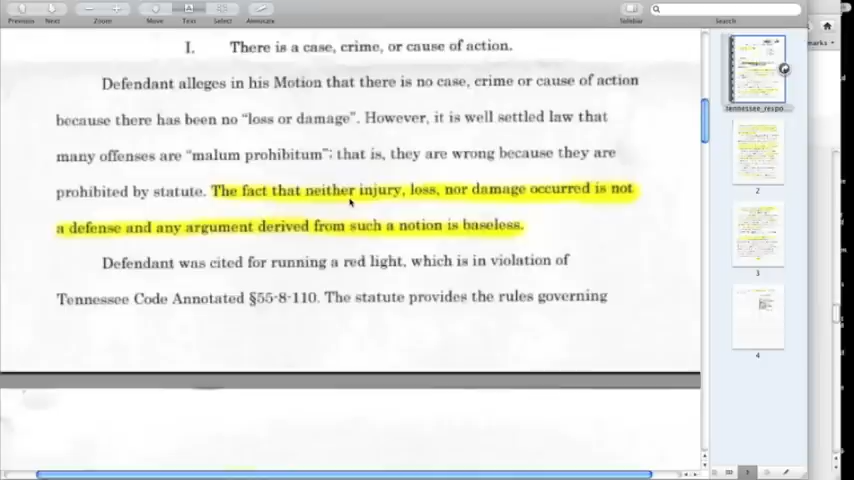 Previous Next Zoom Move Text Select Annotate Sidebar Search
I. There is a case, crime, or cause of action.
Defendant alleges in his Motion that there is no case, crime or cause of action
because there has been no “loss or damage”. However, it is well settled law that
many offenses are “malum prohibitum”; that is, they are wrong because they are
prohibited by statute. The fact that neither injury, loss, nor damage occurred is not
a defense and any argument derived from such a notion is baseless.
Defendant was cited for running a red light, which is in violation of
Tennessee Code Annotated §55-8-110. The statute provides the rules governing
Tennessee_respo
2
3
4
marks